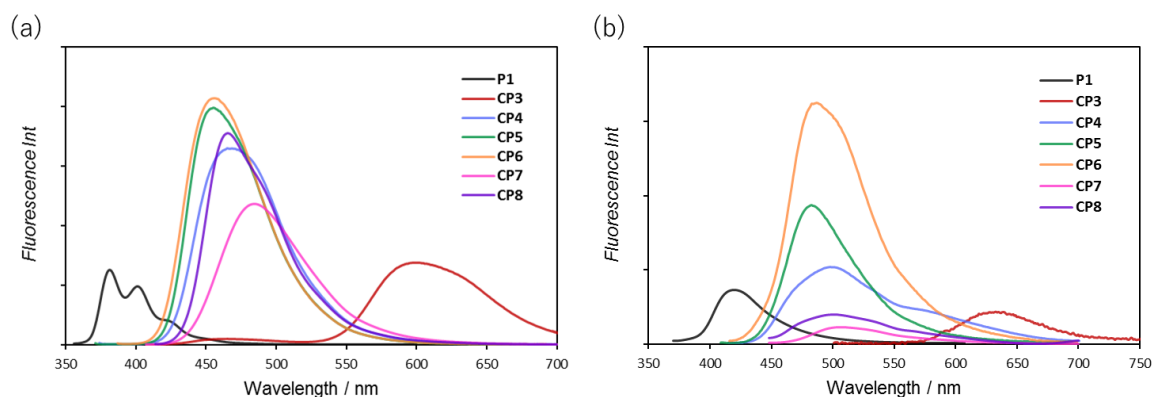 (a)
Fluorescence Int
P1
CP3
CP4
CP5
CP6
CP7
CP8
350 400 450 500 550 600 650 700
Wavelength / nm
(b)
Fluorescence Int
P1
CP3
CP4
CP5
CP6
CP7
CP8
350 400 450 500 550 600 650 700 750
Wavelength / nm